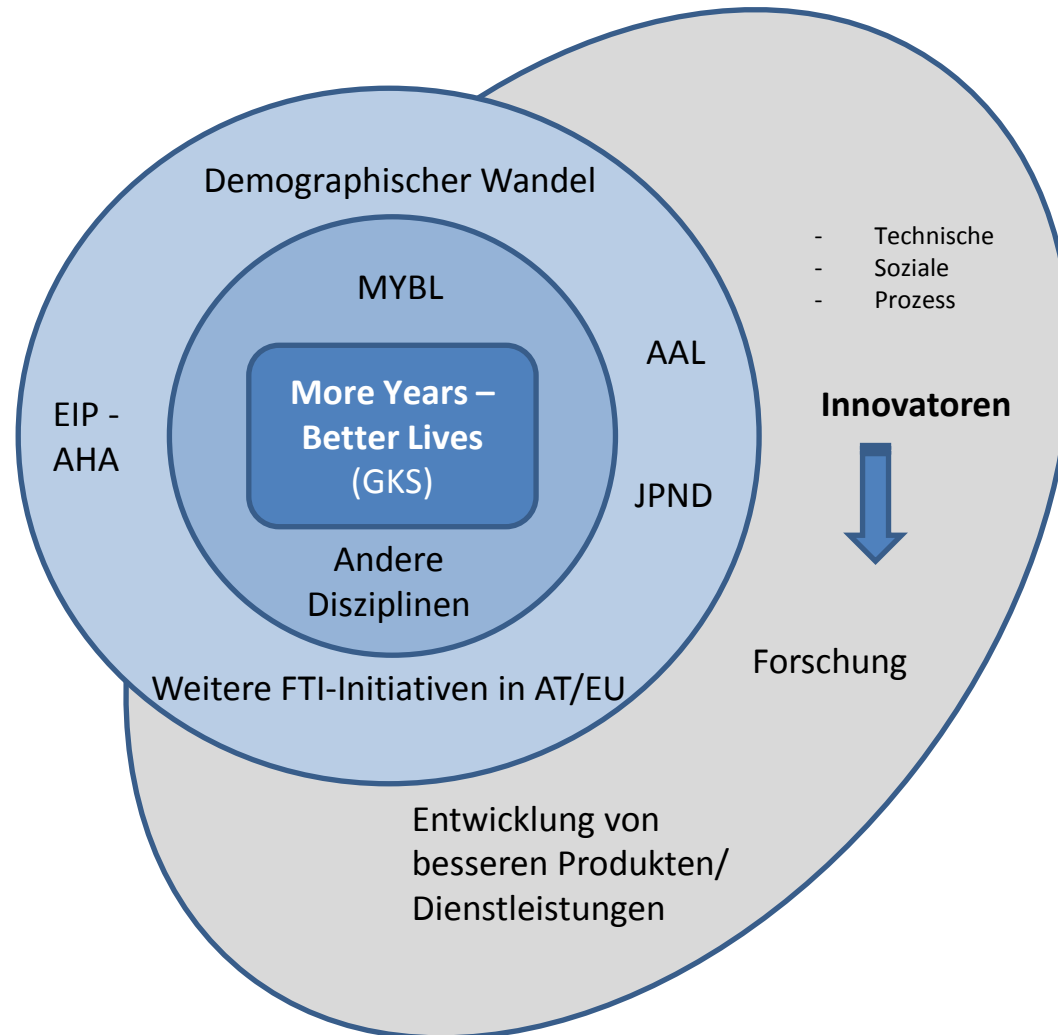 Demographischer Wandel
MYBL
More Years –
Better Lives
(GKS)
Andere
Disziplinen
EIP -
AHA
AAL
JPND
Weitere FTI-Initiativen in AT/EU
- Technische
- Soziale
- Prozess
Innovatoren
Forschung
Entwicklung von
besseren Produkten/
Dienstleistungen